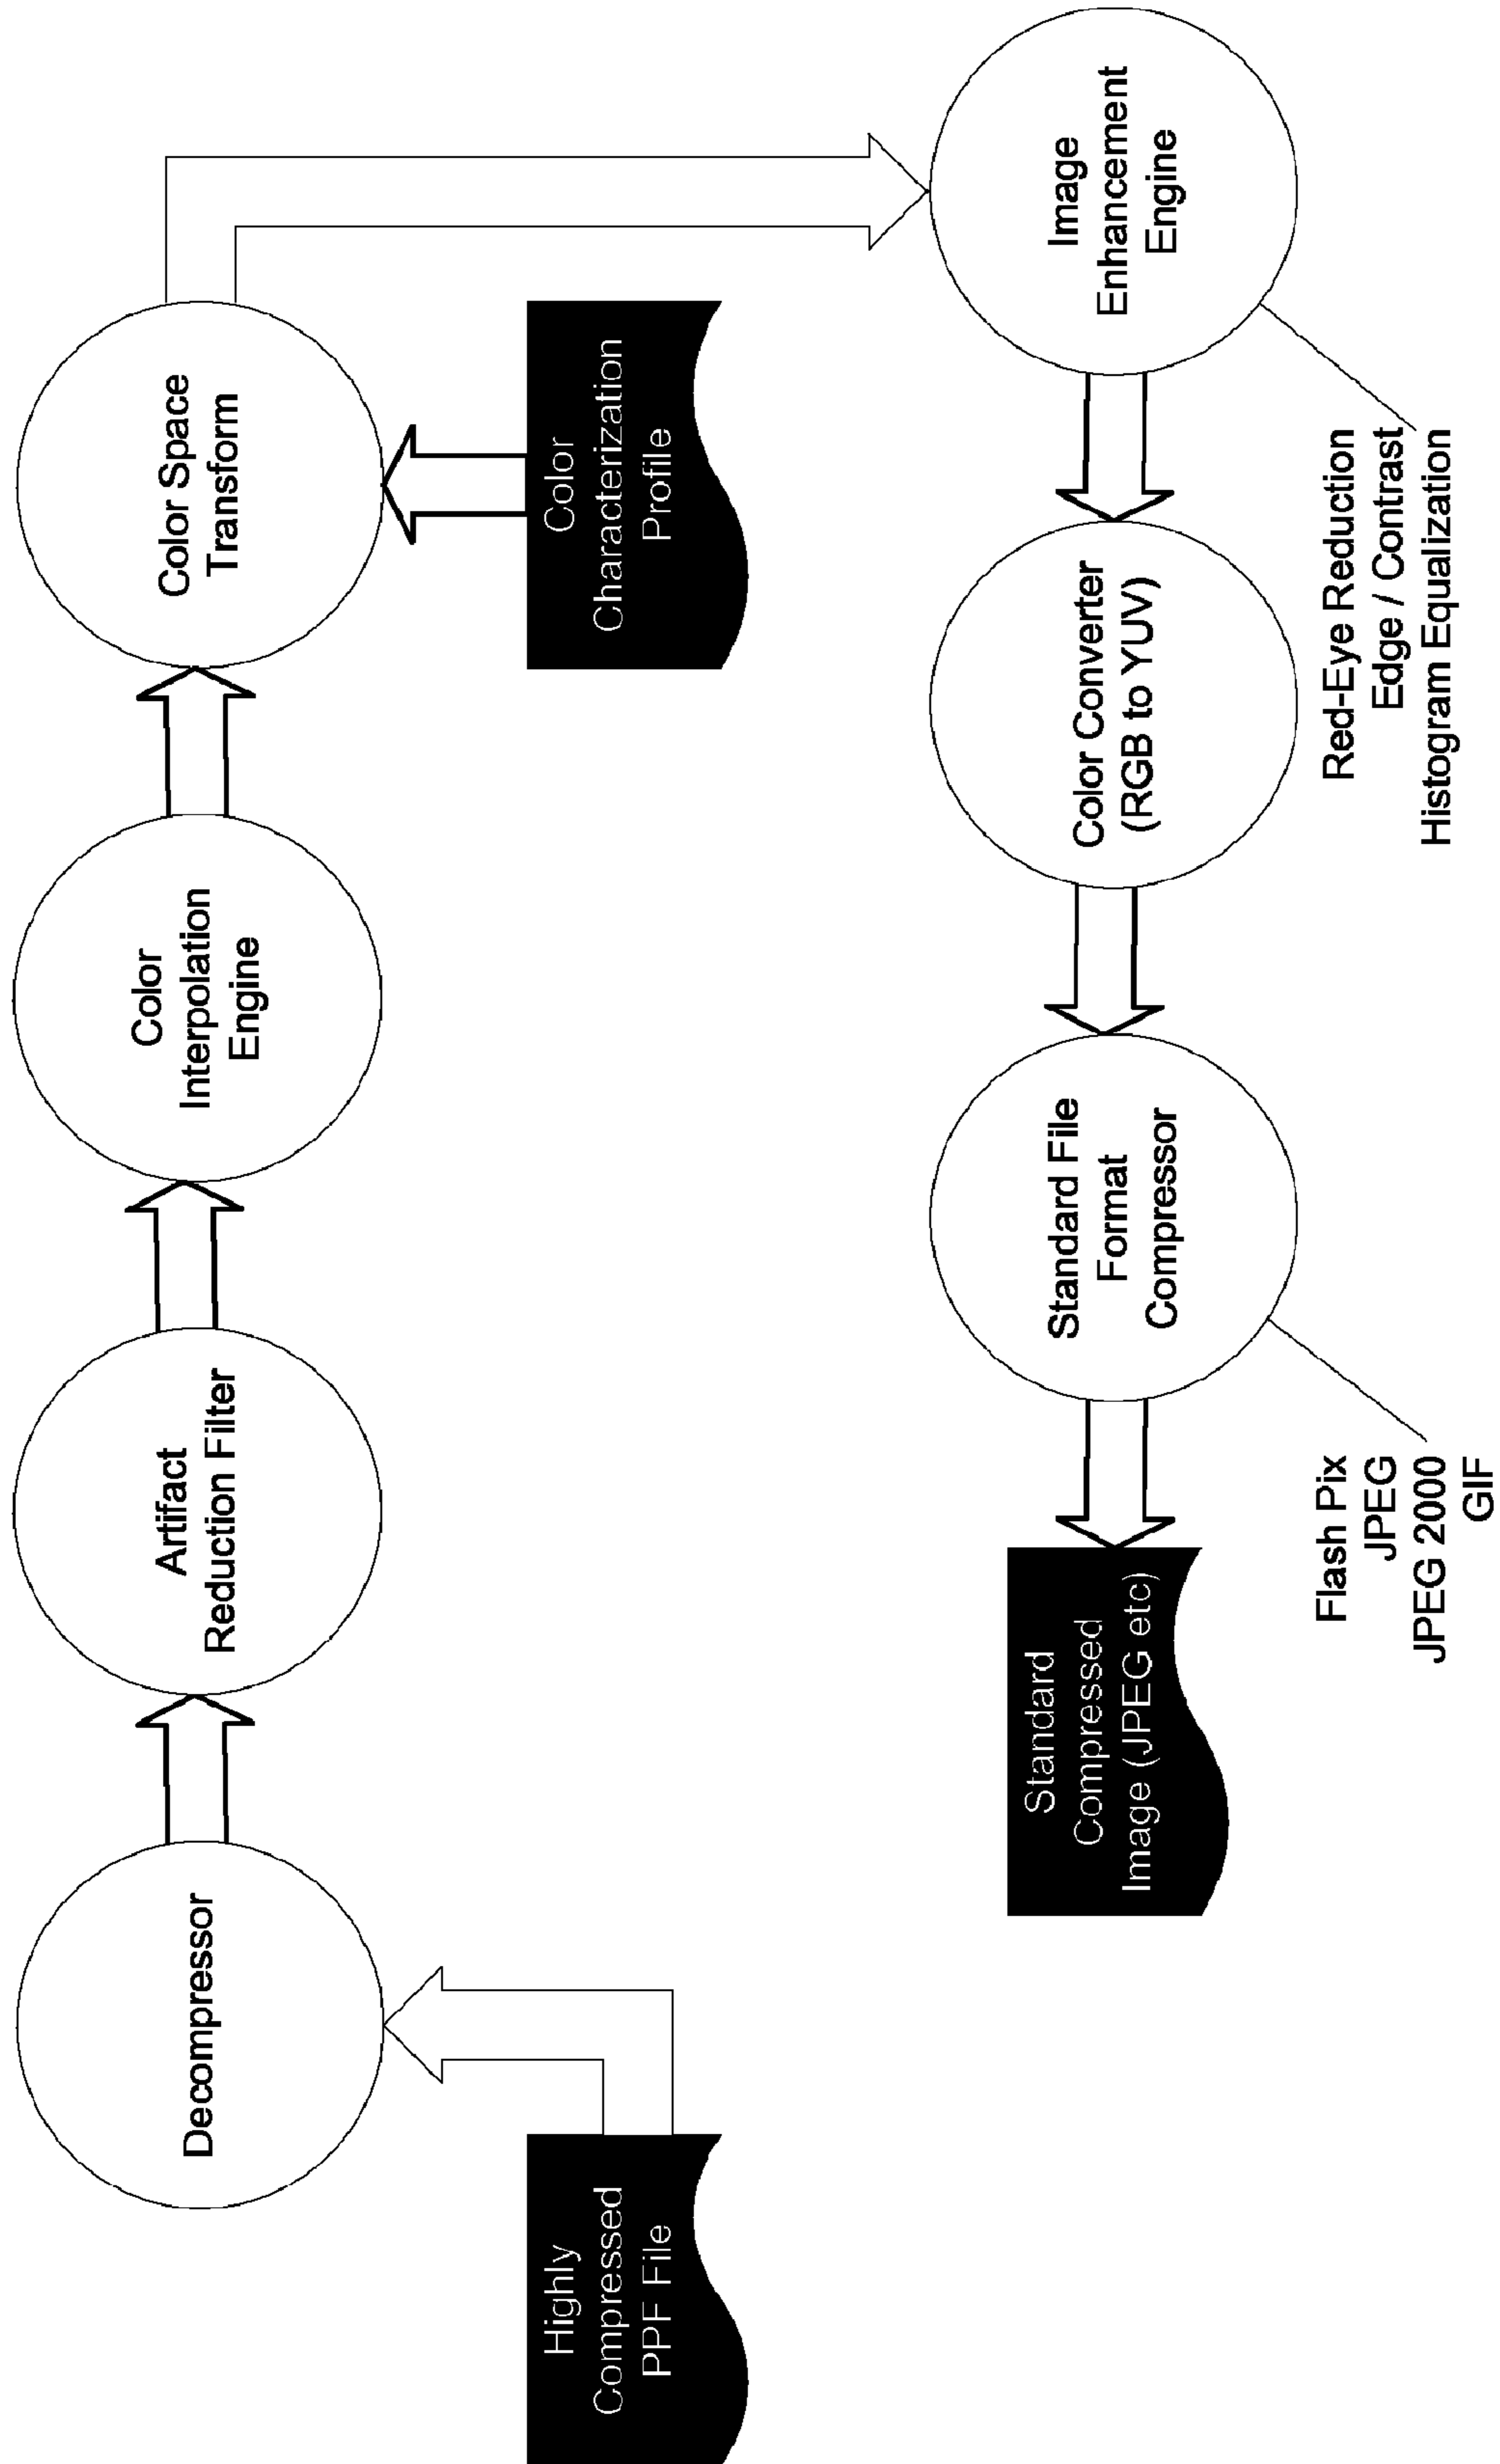 Decompressor
Artifact
Reduction Filter
Color
Interpolation
Engine
Color Space
Transform
Highly
Compressed
PPF File
Color
Characterization
Profile
Standard
Compressed
Image (JPEG etc)
Standard File
Format
Compressor
Color Converter
(RGB to YUV)
Image
Enhancement
Engine
Flash Pix
JPEG
JPEG 2000
GIF
Red-Eye Reduction
Edge / Contrast
Histogram Equalization